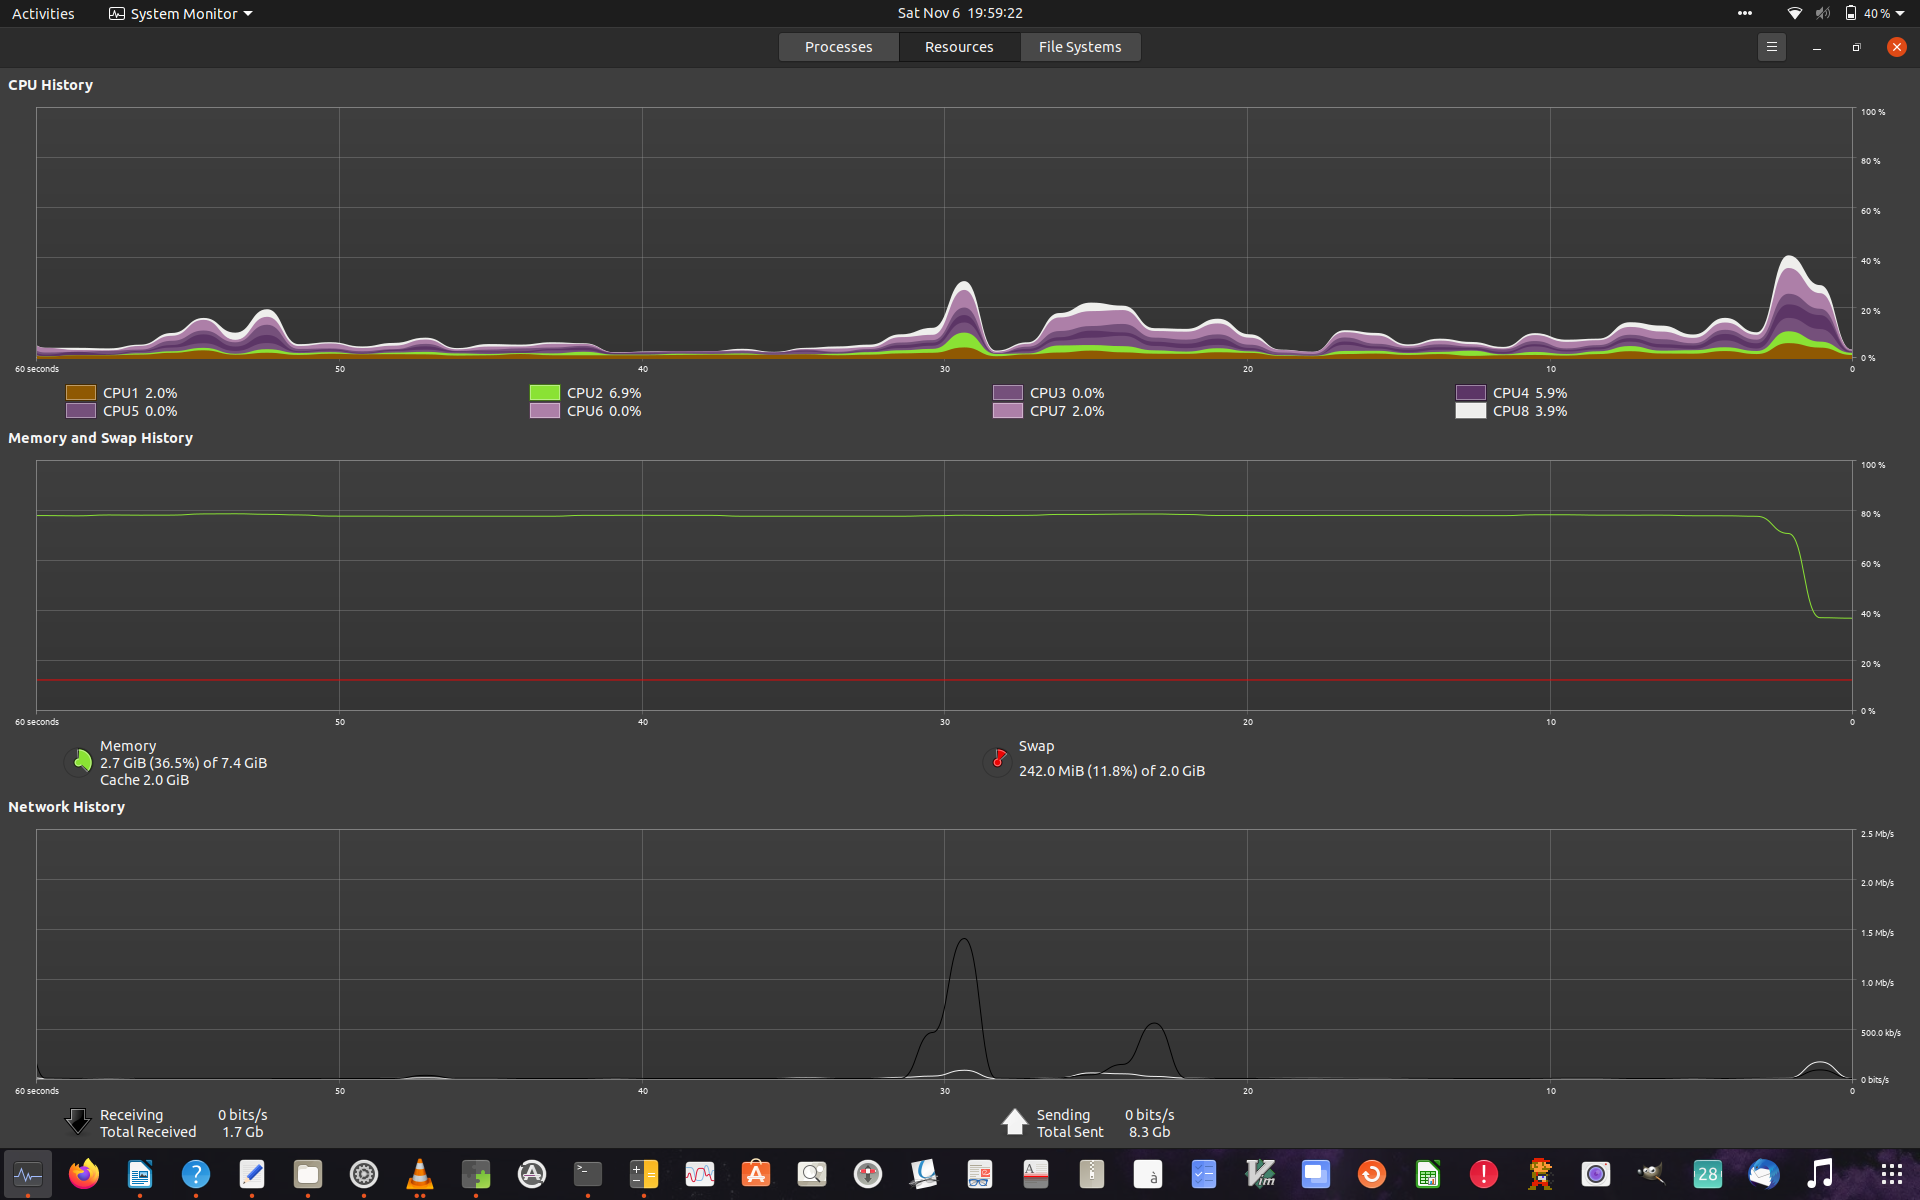 Activities System Monitor Sat Nov 6 19:59:22 40 %
Processes Resources File Systems
CPU History
100 %
80 %
60 %
40 %
20 %
0 %
60 seconds 50 40 30 20 10 0
CPU1 2.0% CPU2 6.9% CPU3 0.0% CPU4 5.9%
CPU5 0.0% CPU6 0.0% CPU7 2.0% CPU8 3.9%
Memory and Swap History
100 %
80 %
60 %
40 %
20 %
0 %
60 seconds 50 40 30 20 10 0
Memory
2.7 GiB (36.5%) of 7.4 GiB
Cache 2.0 GiB
Swap
242.0 MiB (11.8%) of 2.0 GiB
Network History
2.5 Mb/s
2.0 Mb/s
1.5 Mb/s
1.0 Mb/s
500.0 kb/s
0 bits/s
60 seconds 50 40 30 20 10 0
Receiving 0 bits/s
Total Received 1.7 Gb
Sending 0 bits/s
Total Sent 8.3 Gb
? >_ A à Vim ! 28